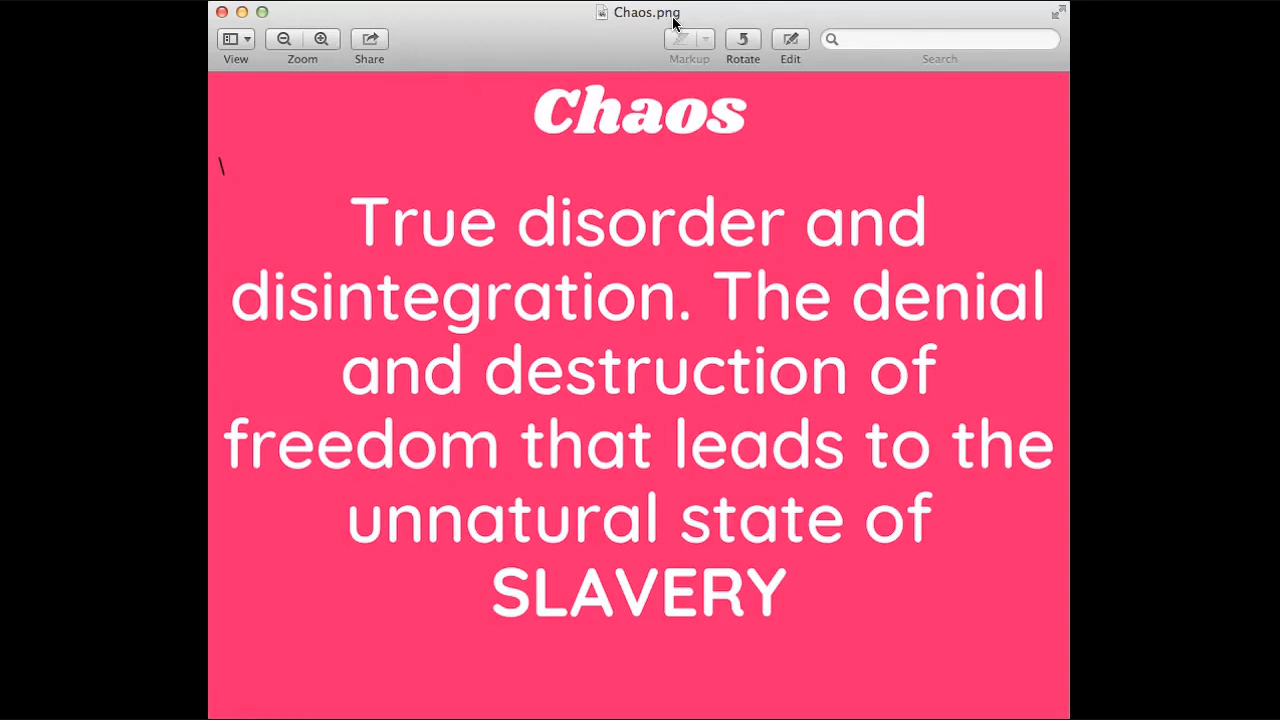 Chaos.png
View
Zoom
Share
Markup
Rotate
Edit
Search
Chaos
\
True disorder and
disintegration. The denial
and destruction of
freedom that leads to the
unnatural state of
SLAVERY